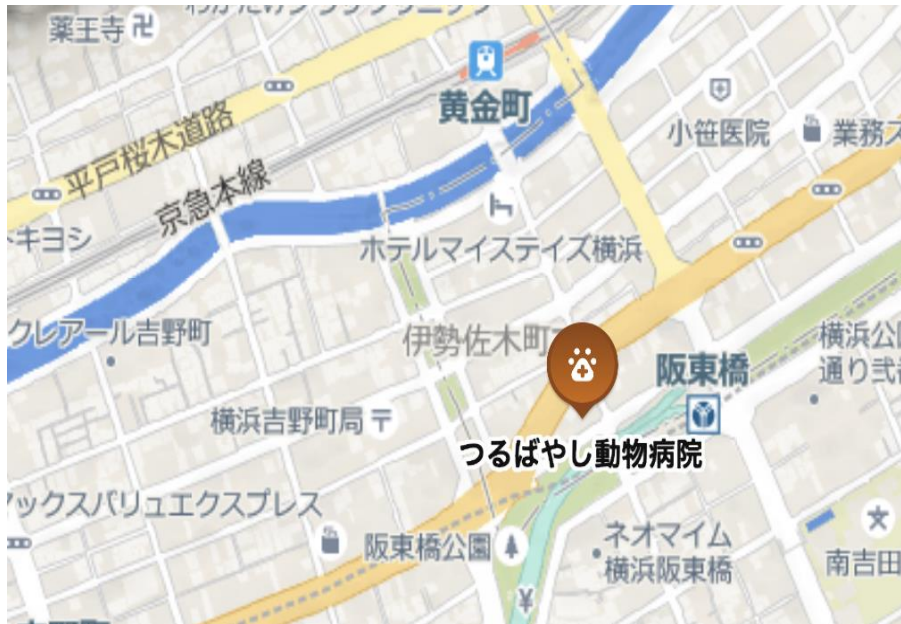 薬王寺
黄金町
平戸桜木道路
小笹医院
業務ス
京急本線
キヨシ
ホテルマイステイズ横浜
クレアール吉野町
伊勢佐木町
阪東橋
横浜公
通り弐
横浜吉野町局
つるばやし動物病院
マックスバリュエクスプレス
阪東橋公園
ネオマイム
横浜阪東橋
南吉田
¥